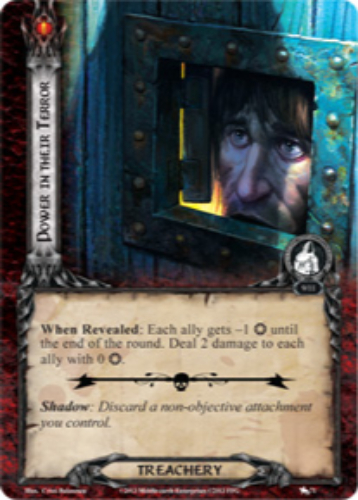 Power in their Terror
When Revealed: Each ally gets –1 until
the end of the round. Deal 2 damage to each
ally with 0 .
Shadow: Discard a non-objective attachment
you control.
TREACHERY